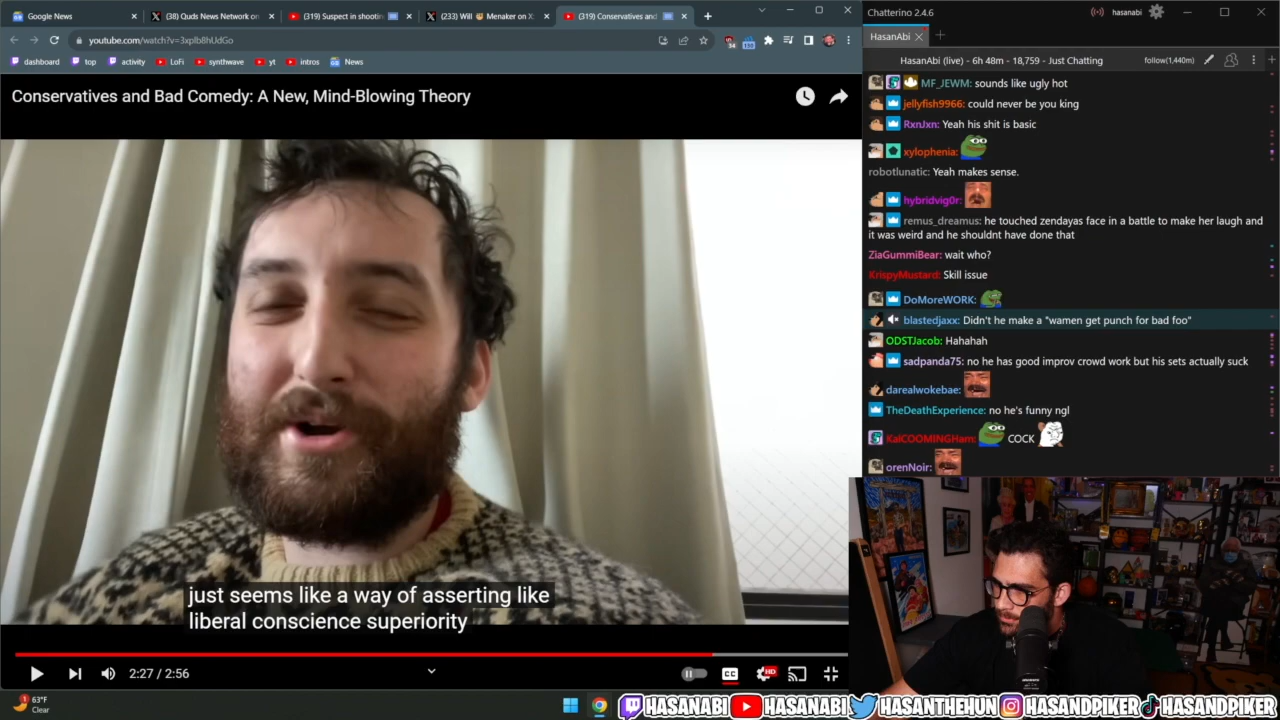 Google News
(38) Quds News Network on
(319) Suspect in shootin
(233) Will Menaker on X:
(319) Conservatives and
youtube.com/watch?v=3xpIb8hUdGo
34
130
dashboard
top
activity
LoFi
synthwave
yt
intros
News
Conservatives and Bad Comedy: A New, Mind-Blowing Theory
just seems like a way of asserting like
liberal conscience superiority
2:27 / 2:56
HD
1
63°F
Clear
Chatterino 2.4.6
hasanabi
HasanAbi
HasanAbi (live) - 6h 48m - 18,759 - Just Chatting
follow(1,440m)
MF_JEWM: sounds like ugly hot
jellyfish9966: could never be you king
RxnJxn: Yeah his shit is basic
xylophenia:
robotlunatic: Yeah makes sense.
hybridvig0r:
remus_dreamus: he touched zendayas face in a battle to make her laugh and
it was weird and he shouldnt have done that
ZiaGummiBear: wait who?
KrispyMustard: Skill issue
DoMoreWORK:
blastedjaxx: Didn't he make a "wamen get punch for bad foo"
ODSTJacob: Hahahah
sadpanda75: no he has good improv crowd work but his sets actually suck
darealwokebae:
TheDeathExperience: no he's funny ngl
KaiCOOMINGHam: COCK
orenNoir:
HASANABI
HASANABI
HASANTHEHUN
HASANDPIKER
HASANDPIKER